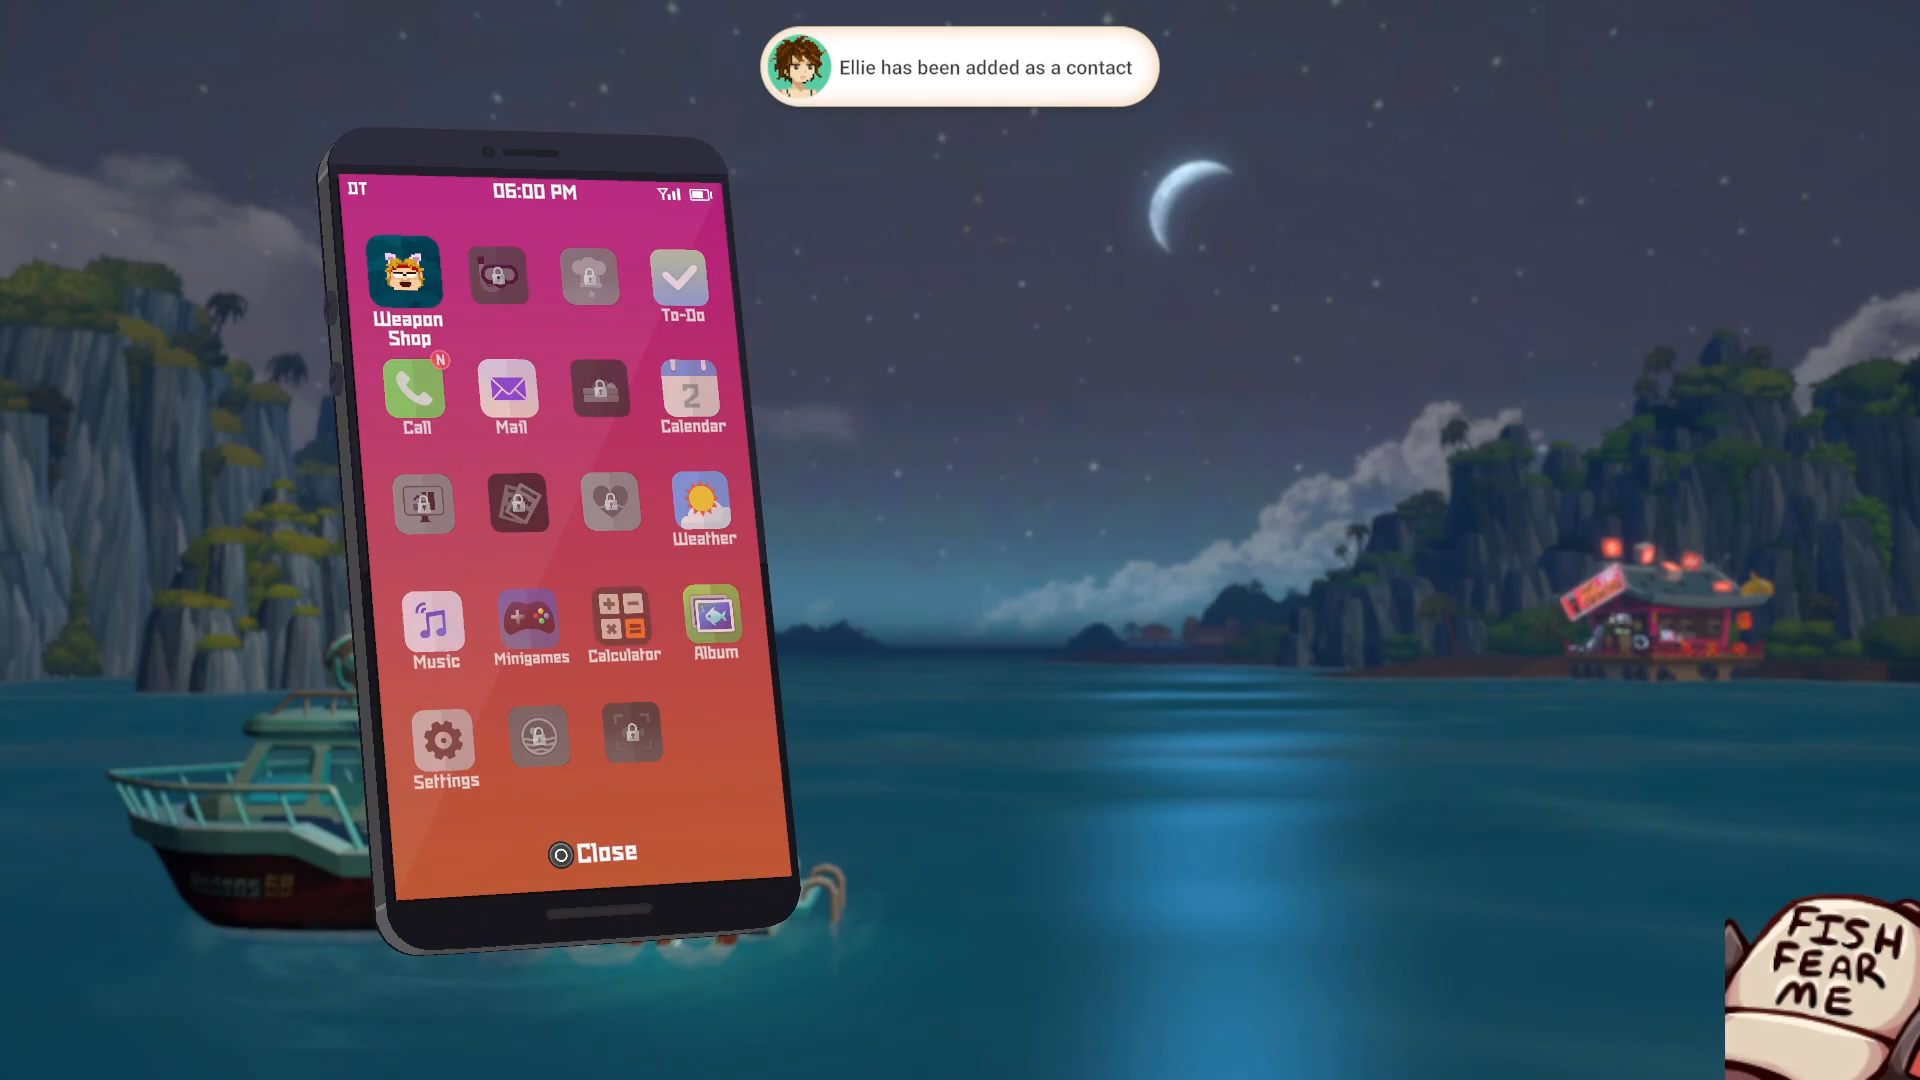 Ellie has been added as a contact
DT
06:00 PM
Weapon
Shop
To-Do
N
Call
Mail
2
Calendar
Weather
Music
Minigames
Calculator
Album
Settings
Close
FISH
FEAR
ME